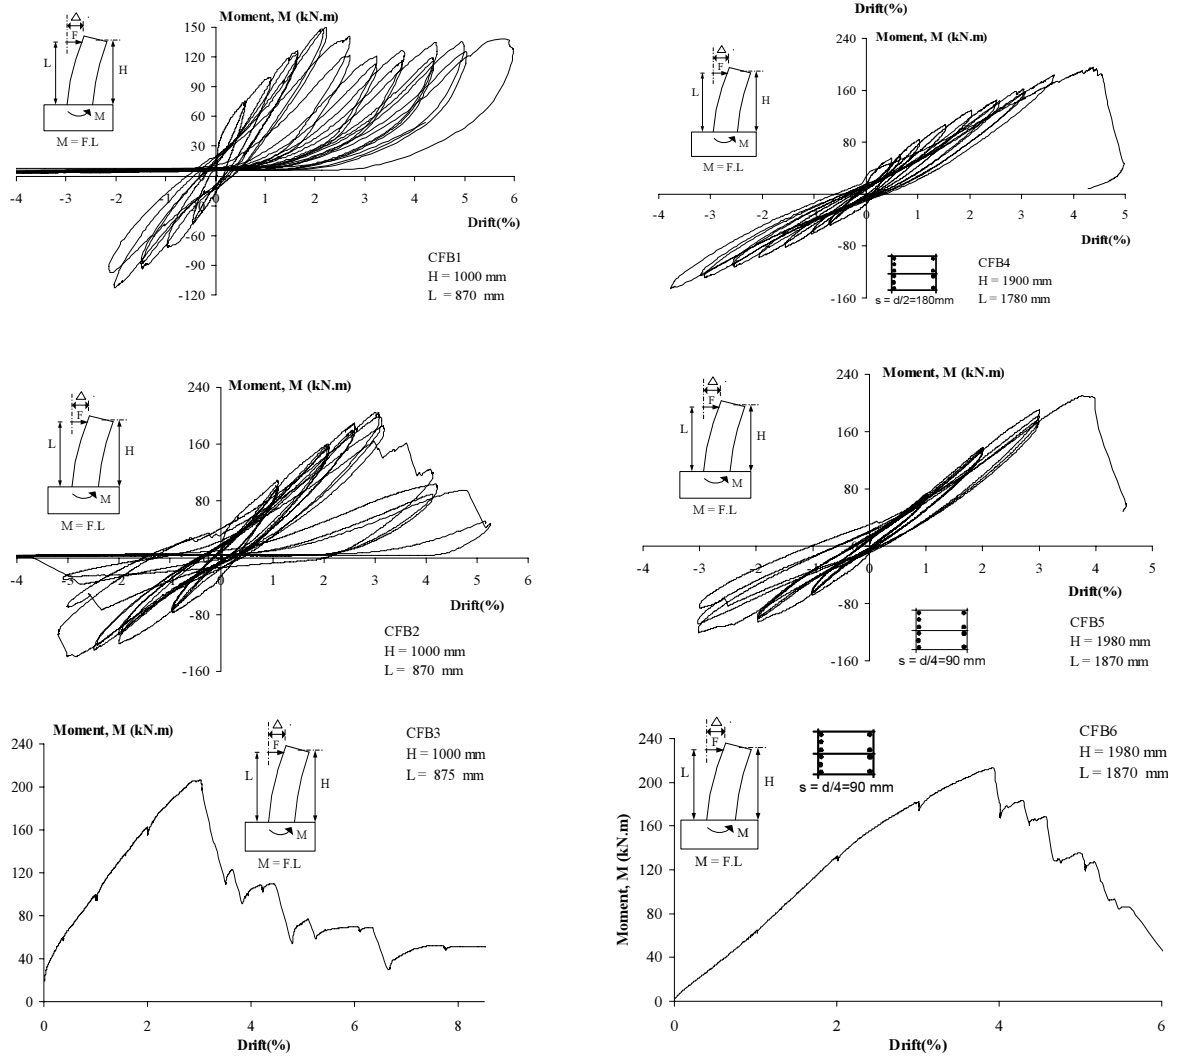 Moment, M (kN.m)
150
120
90
60
30
0
-30
-60
-90
-120
-4 -3 -2 -1 0 1 2 3 4 5 6
Drift(%)
Δ
F
L
H
M
M = F.L
CFB1
H = 1000 mm
L = 870 mm
Drift(%)
Moment, M (kN.m)
240
160
80
0
-80
-160
-4 -3 -2 -1 0 1 2 3 4 5
Drift(%)
Δ
F
L
H
M
M = F.L
s = d/2=180mm
CFB4
H = 1900 mm
L = 1780 mm
Moment, M (kN.m)
240
160
80
0
-80
-160
-4 -3 -2 -1 0 1 2 3 4 5 6
Drift(%)
Δ
F
L
H
M
M = F.L
CFB2
H = 1000 mm
L = 870 mm
Moment, M (kN.m)
240
160
80
0
-80
-160
-4 -3 -2 -1 0 1 2 3 4 5
Drift(%)
Δ
F
L
H
M
M = F.L
s = d/4=90 mm
CFB5
H = 1980 mm
L = 1870 mm
Moment, M (kN.m)
240
200
160
120
80
40
0
0 2 4 6 8
Drift(%)
Δ
F
L
H
M
M = F.L
CFB3
H = 1000 mm
L = 875 mm
Moment, M (kN.m)
240
200
160
120
80
40
0
0 2 4 6
Drift(%)
Δ
F
L
H
M
M = F.L
s = d/4=90 mm
CFB6
H = 1980 mm
L = 1870 mm